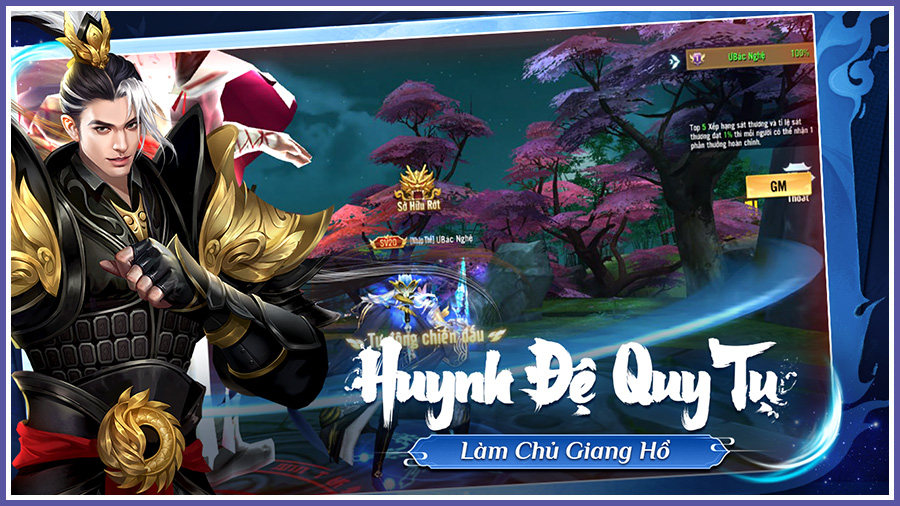 UBác Nghệ 100%
Top 5 Xếp hạng sát thương và tỉ lệ sát
thương đạt 1% thì mỗi người có thể nhận 1
phần thưởng hoàn chỉnh.
GM
Thoát
Sở Hữu Rớt
SV20 [Nhập Thế] UBác Nghệ
Tự động chiến đấu
Huynh Đệ Quy Tụ
Làm Chủ Giang Hồ